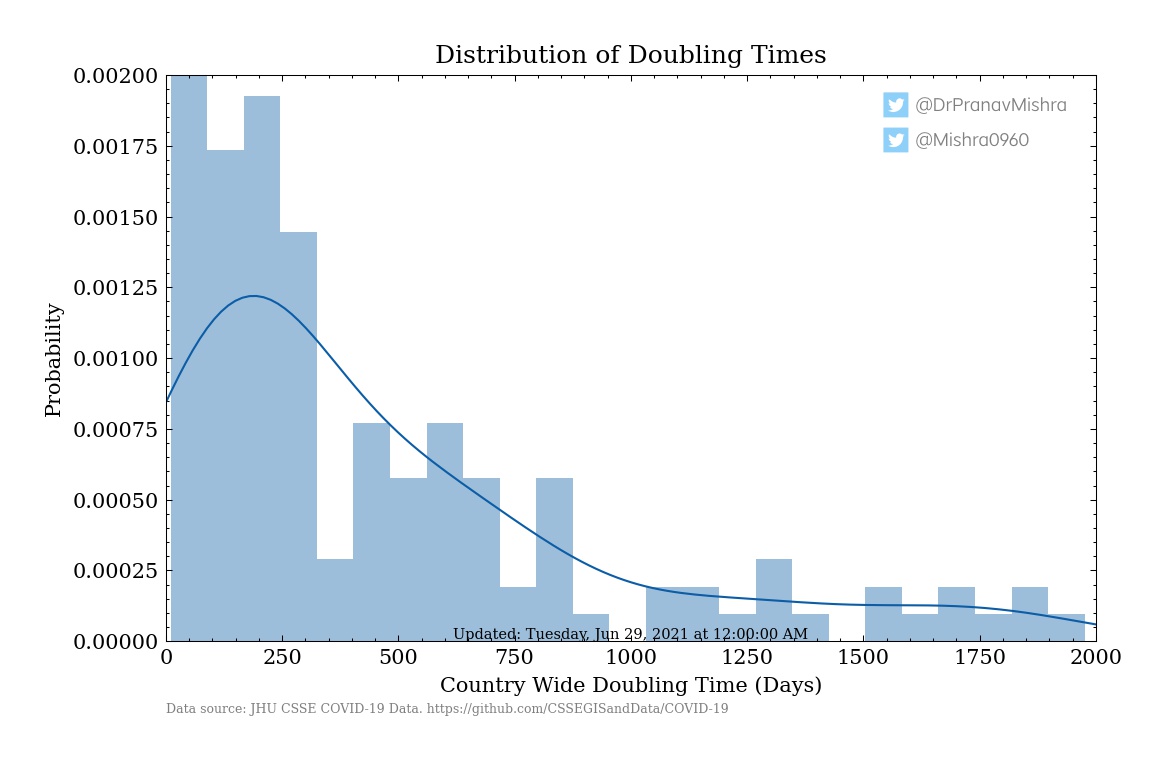 Distribution of Doubling Times
@DrPranavMishra
@Mishra0960
0.00200
0.00175
0.00150
0.00125
0.00100
0.00075
0.00050
0.00025
0.00000
Probability
Updated: Tuesday, Jun 29, 2021 at 12:00:00 AM
0 250 500 750 1000 1250 1500 1750 2000
Country Wide Doubling Time (Days)
Data source: JHU CSSE COVID-19 Data. https://github.com/CSSEGISandData/COVID-19